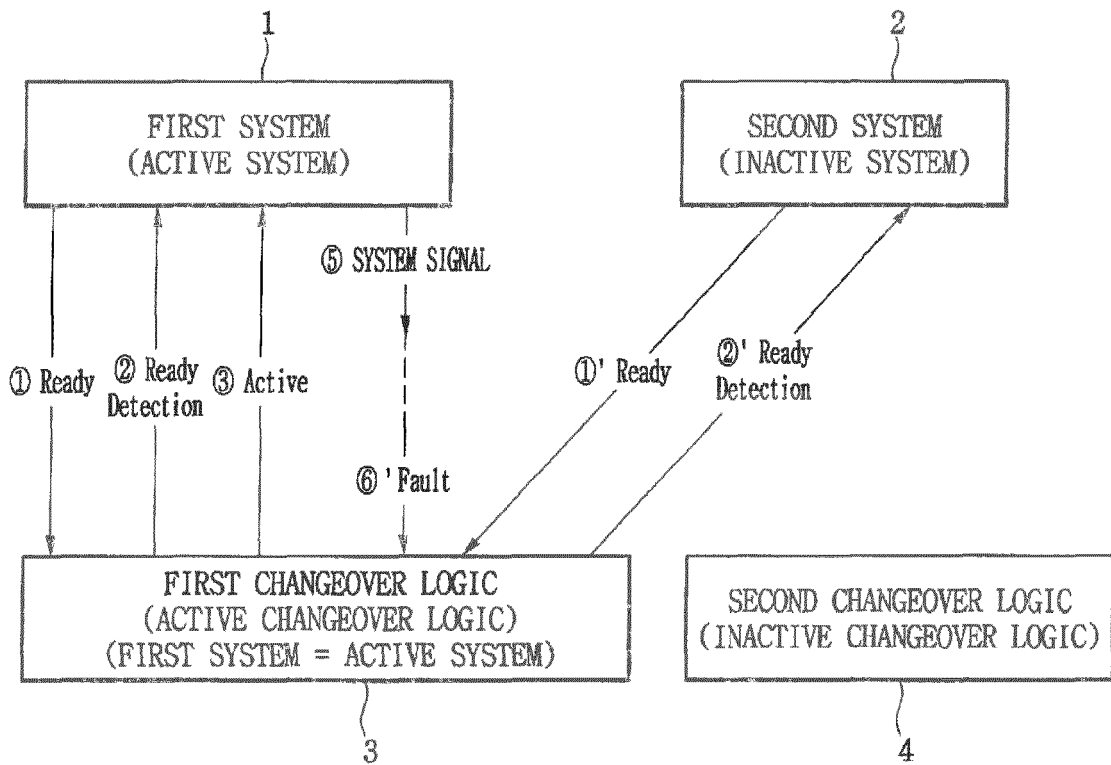 1
2
FIRST SYSTEM
(ACTIVE SYSTEM)
SECOND SYSTEM
(INACTIVE SYSTEM)
⑤ SYSTEM SIGNAL
① Ready
② Ready
Detection
③ Active
①' Ready
②' Ready
Detection
⑥' Fault
FIRST CHANGEOVER LOGIC
(ACTIVE CHANGEOVER LOGIC)
(FIRST SYSTEM = ACTIVE SYSTEM)
SECOND CHANGEOVER LOGIC
(INACTIVE CHANGEOVER LOGIC)
3
4